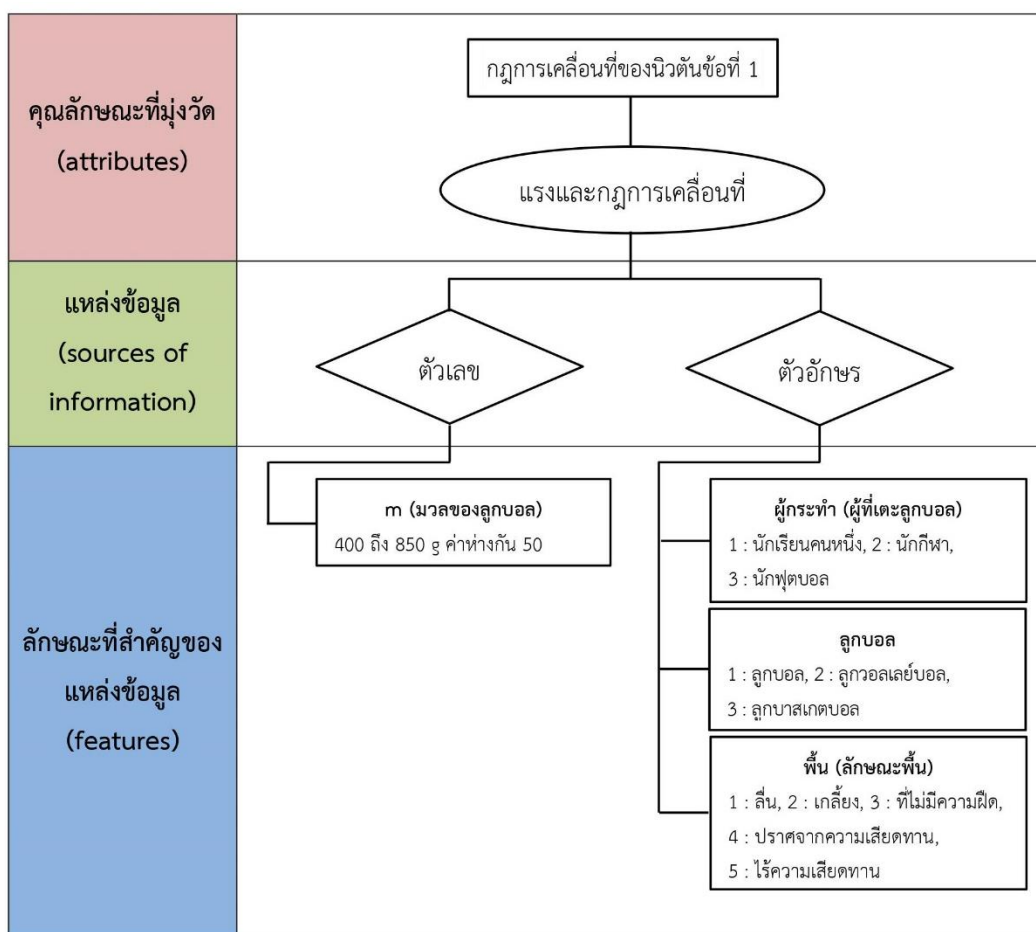 กฎการเคลื่อนที่ของนิวตันข้อที่ 1
คุณลักษณะที่มุ่งวัด
(attributes)
แรงและกฎการเคลื่อนที่
แหล่งข้อมูล
(sources of
information)
ตัวเลข
ตัวอักษร
ลักษณะที่สำคัญของ
แหล่งข้อมูล
(features)
m (มวลของลูกบอล)
400 ถึง 850 g ค่าห่างกัน 50
ผู้กระทำ (ผู้ที่เตะลูกบอล)
1 : นักเรียนคนหนึ่ง, 2 : นักกีฬา,
3 : นักฟุตบอล
ลูกบอล
1 : ลูกบอล, 2 : ลูกวอลเลย์บอล,
3 : ลูกบาสเกตบอล
พื้น (ลักษณะพื้น)
1 : ลื่น, 2 : เกลี้ยง, 3 : ที่ไม่มีความฝืด,
4 : ปราศจากความเสียดทาน,
5 : ไร้ความเสียดทาน